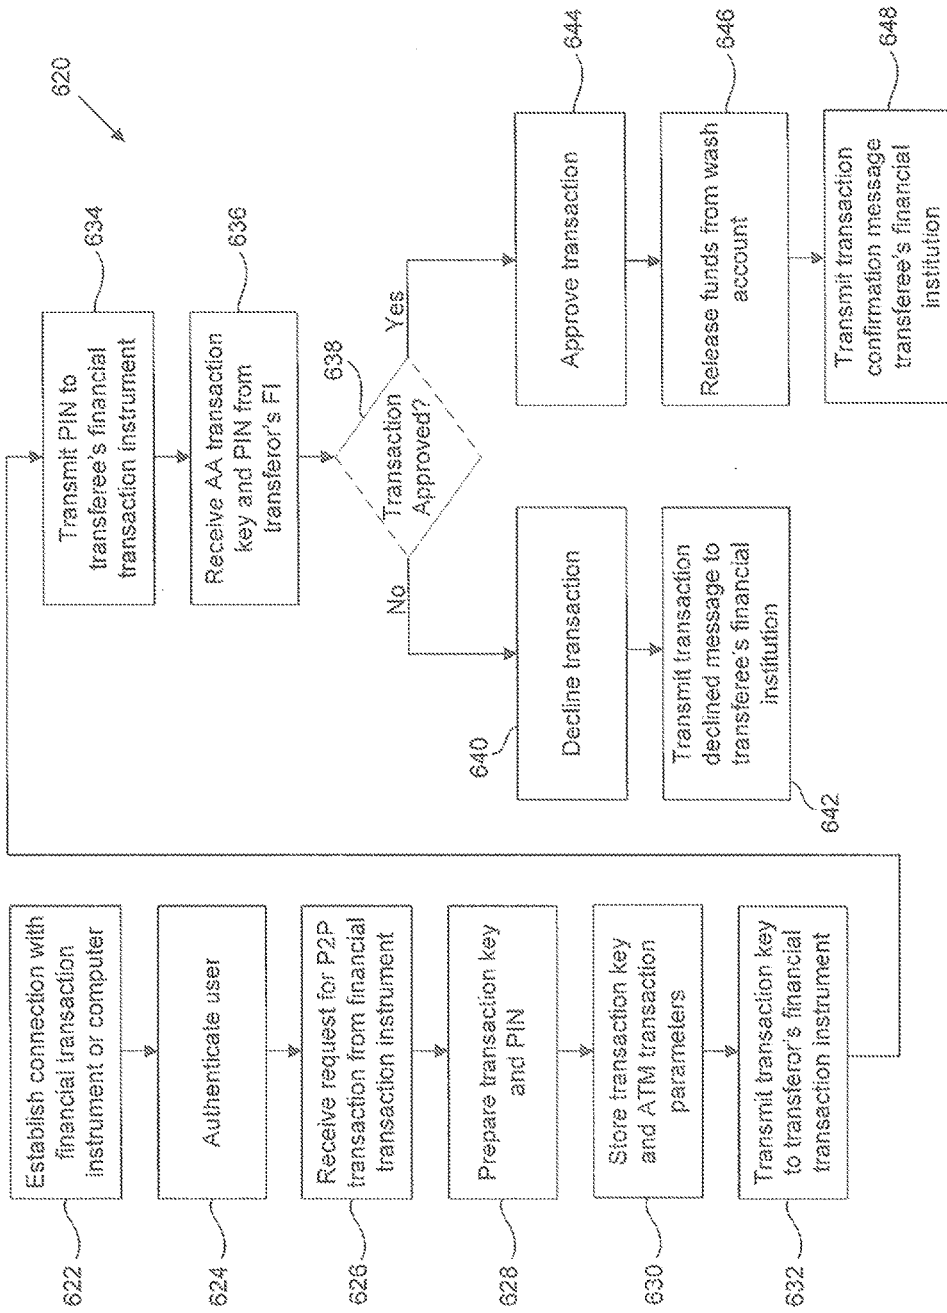 620
Establish connection with
financial transaction
instrument or computer
622
Authenticate user
624
Receive request for P2P
transaction from financial
transaction instrument
626
Prepare transaction key
and PIN
628
Store transaction key
and ATM transaction
parameters
630
Transmit transaction key
to transferor's financial
transaction instrument
632
Transmit PIN to
transferee's financial
transaction instrument
634
Receive AA transaction
key and PIN from
transferor's FI
636
Transaction
Approved?
638
No
Yes
Decline transaction
640
Transmit transaction
declined message to
transferee's financial
institution
642
Approve transaction
644
Release funds from wash
account
646
Transmit transaction
confirmation message
transferee's financial
institution
648